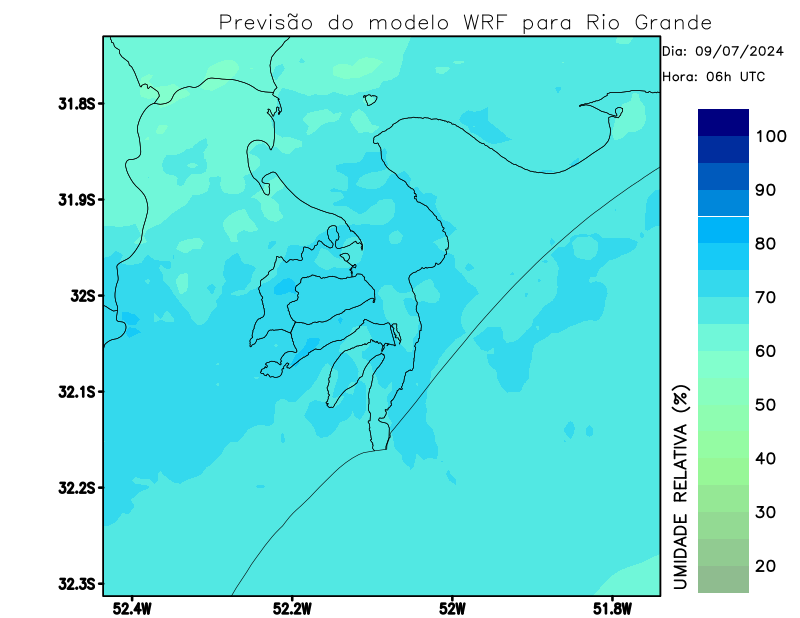 Previsão do modelo WRF para Rio Grande
Dia: 09/07/2024
Hora: 06h UTC
31.8S
31.9S
32S
32.1S
32.2S
32.3S
52.4W
52.2W
52W
51.8W
UMIDADE RELATIVA (%)
100
90
80
70
60
50
40
30
20